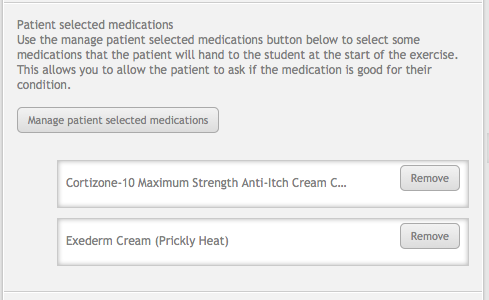 Patient selected medications
Use the manage patient selected medications button below to select some
medications that the patient will hand to the student at the start of the exercise.
This allows you to allow the patient to ask if the medication is good for their
condition.
Manage patient selected medications
Cortizone-10 Maximum Strength Anti-Itch Cream C...
Remove
Exederm Cream (Prickly Heat)
Remove